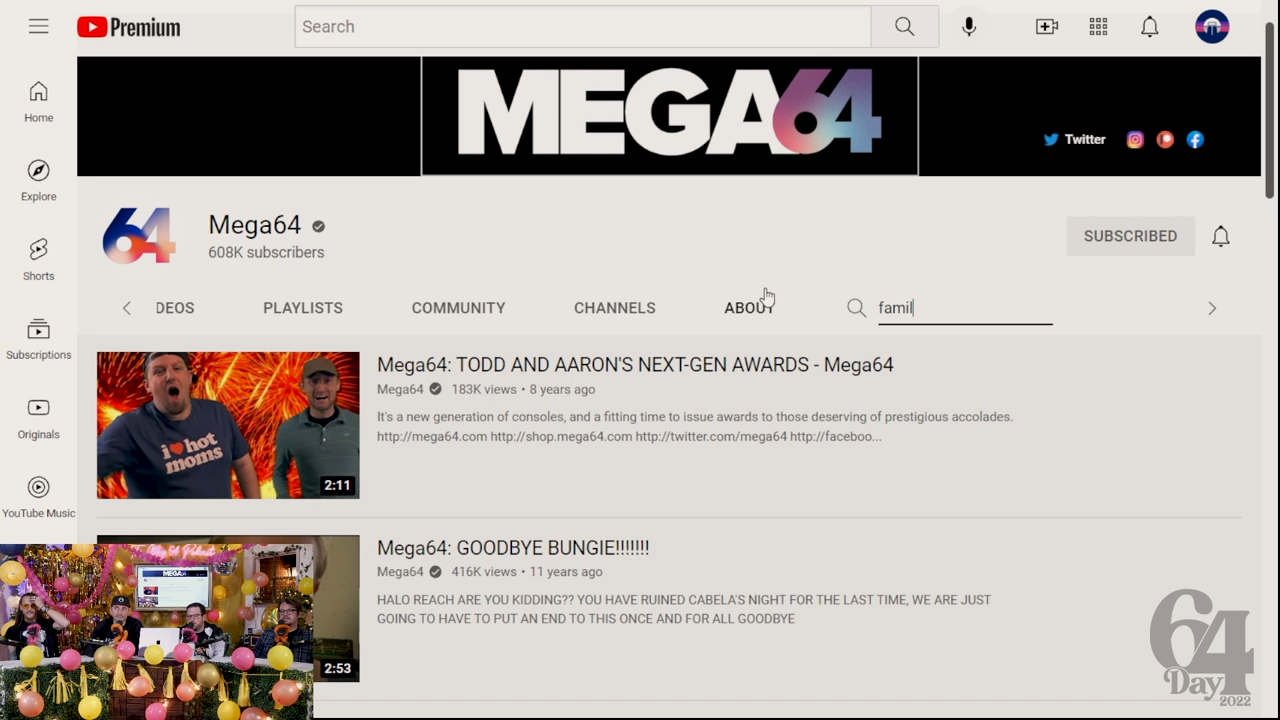 Premium
Search
MEGA64
Twitter
Home
Explore
Shorts
Subscriptions
Originals
YouTube Music
Mega64
608K subscribers
SUBSCRIBED
DEOS
PLAYLISTS
COMMUNITY
CHANNELS
ABOUT
famil
64
i ♥ hot
moms
2:11
Mega64: TODD AND AARON'S NEXT-GEN AWARDS - Mega64
Mega64 183K views • 8 years ago
It's a new generation of consoles, and a fitting time to issue awards to those deserving of prestigious accolades.
http://mega64.com http://shop.mega64.com http://twitter.com/mega64 http://faceboo...
Mega64: GOODBYE BUNGIE!!!!!!!
Mega64 416K views • 11 years ago
HALO REACH ARE YOU KIDDING?? YOU HAVE RUINED CABELA'S NIGHT FOR THE LAST TIME, WE ARE JUST
GOING TO HAVE TO PUT AN END TO THIS ONCE AND FOR ALL GOODBYE
2:53
Mega64 Podcast
MEGA64
64
Day
2022